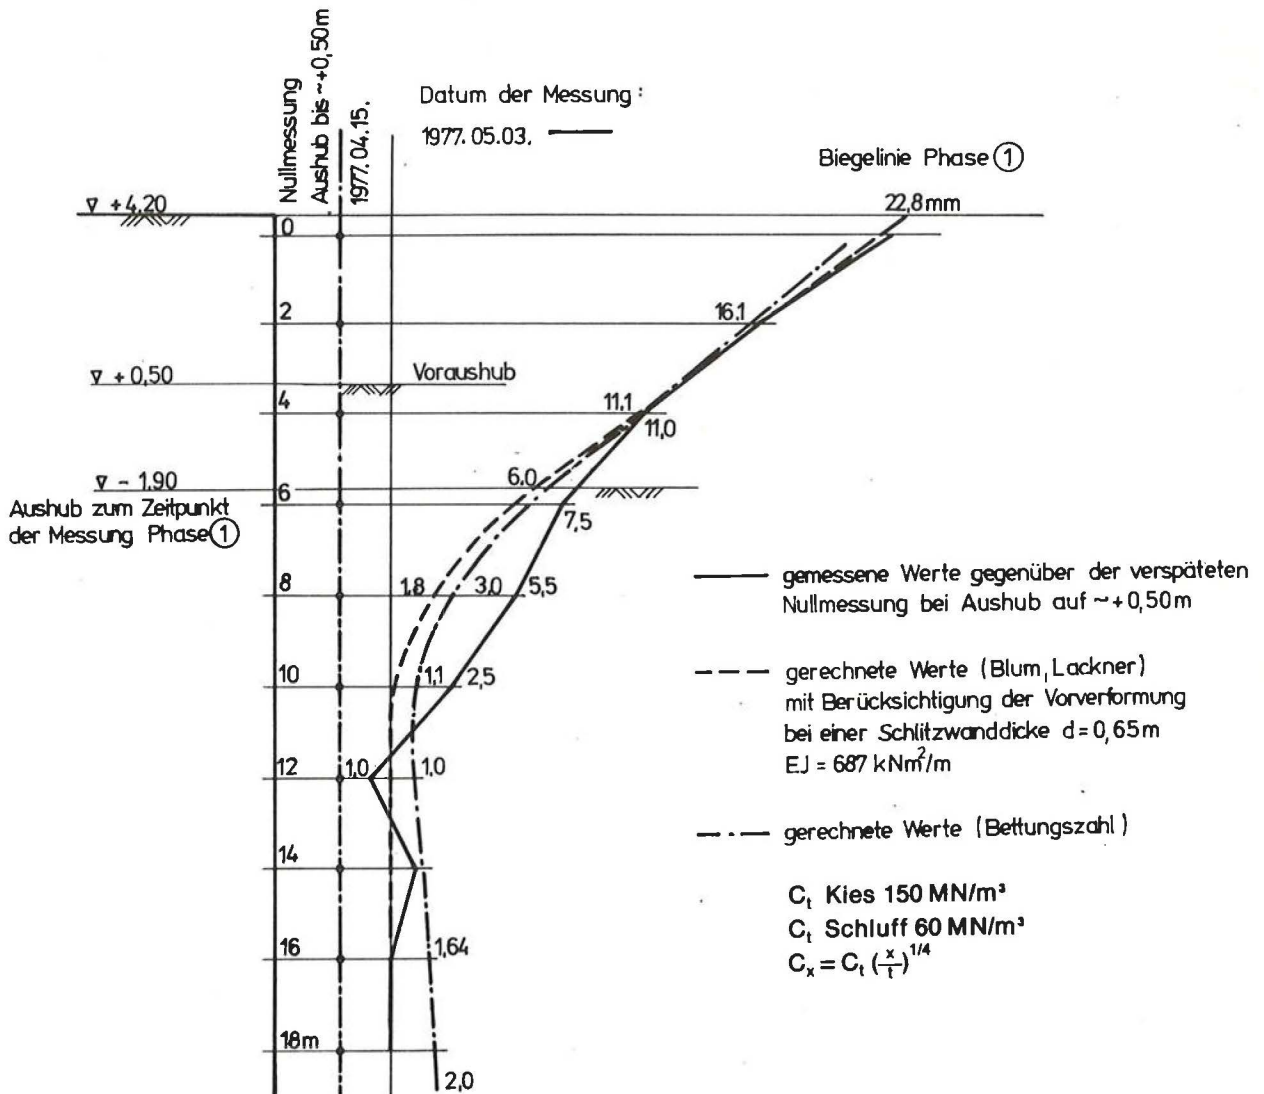 Nullmessung
Aushub bis ~+0,50m
1977.04.15.
Datum der Messung:
1977.05.03.
Biegelinie Phase 1
+4,20
22,8mm
0
2
16.1
+0,50
Voraushub
4
11,1
11,0
- 1.90
6.0
6
Aushub zum Zeitpunkt
der Messung Phase 1
7,5
8
1.8
3.0
5,5
gemessene Werte gegenüber der verspäteten
Nullmessung bei Aushub auf ~+0,50m
10
1,1
2,5
gerechnete Werte (Blum, Lackner)
mit Berücksichtigung der Vorverformung
bei einer Schlitzwanddicke d=0,65m
EJ = 687 kNm²/m
12
1,0
1,0
gerechnete Werte (Bettungszahl)
14
Ct Kies 150 MN/m³
Ct Schluff 60 MN/m³
Cx = Ct (x/t)^1/4
16
1,64
18m
2,0